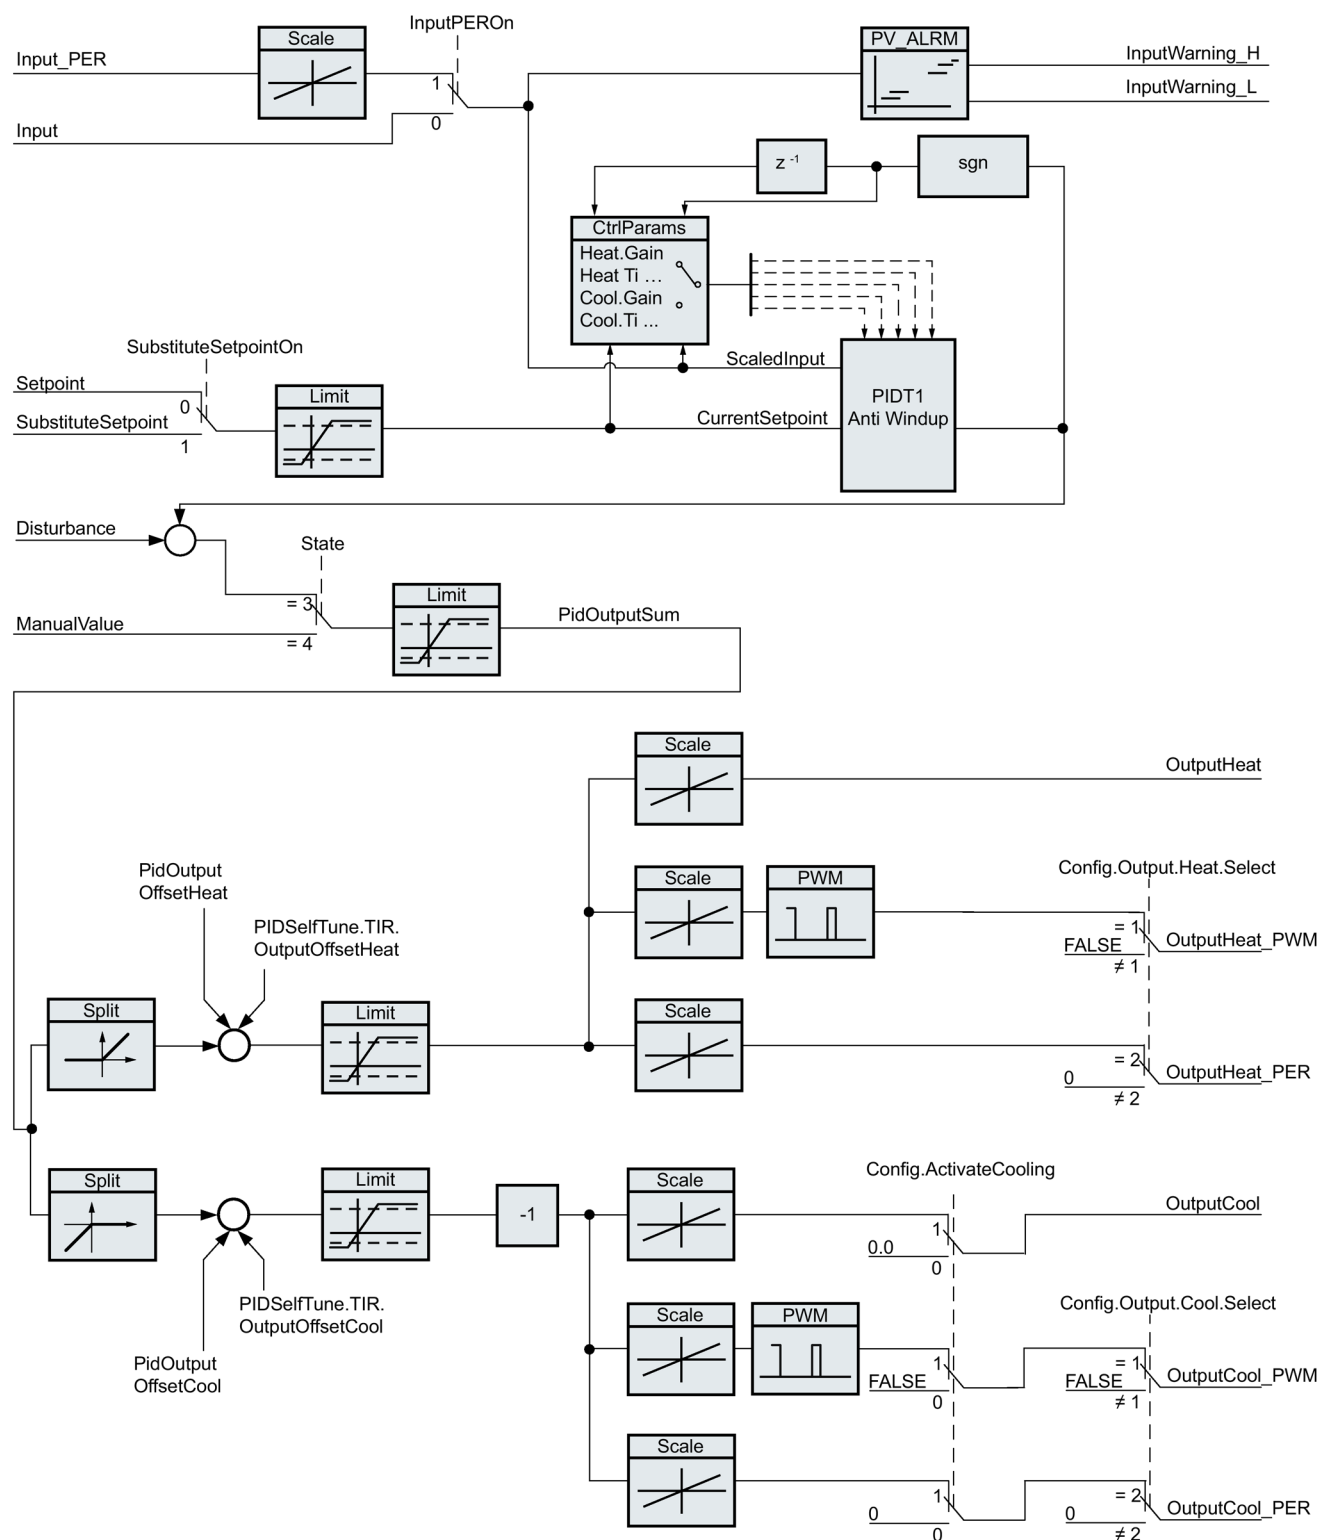 InputPEROn
Scale
PV_ALRM
Input_PER
InputWarning_H
1
InputWarning_L
0
Input
z -1
sgn
CtrlParams
Heat.Gain
Heat Ti ...
Cool.Gain
Cool.Ti ...
SubstituteSetpointOn
ScaledInput
Setpoint
0
Limit
PIDT1
Anti Windup
SubstituteSetpoint
CurrentSetpoint
1
Disturbance
State
= 3
Limit
PidOutputSum
ManualValue
= 4
Scale
OutputHeat
PidOutput
OffsetHeat
Scale
PWM
Config.Output.Heat.Select
PIDSelfTune.TIR.
OutputOffsetHeat
= 1
FALSE
OutputHeat_PWM
≠ 1
Split
Limit
Scale
= 2
0
OutputHeat_PER
≠ 2
Config.ActivateCooling
Split
Limit
Scale
OutputCool
-1
1
0.0
0
PIDSelfTune.TIR.
OutputOffsetCool
Config.Output.Cool.Select
Scale
PWM
PidOutput
OffsetCool
1
FALSE
0
= 1
FALSE
OutputCool_PWM
≠ 1
Scale
1
0
0
= 2
0
OutputCool_PER
≠ 2